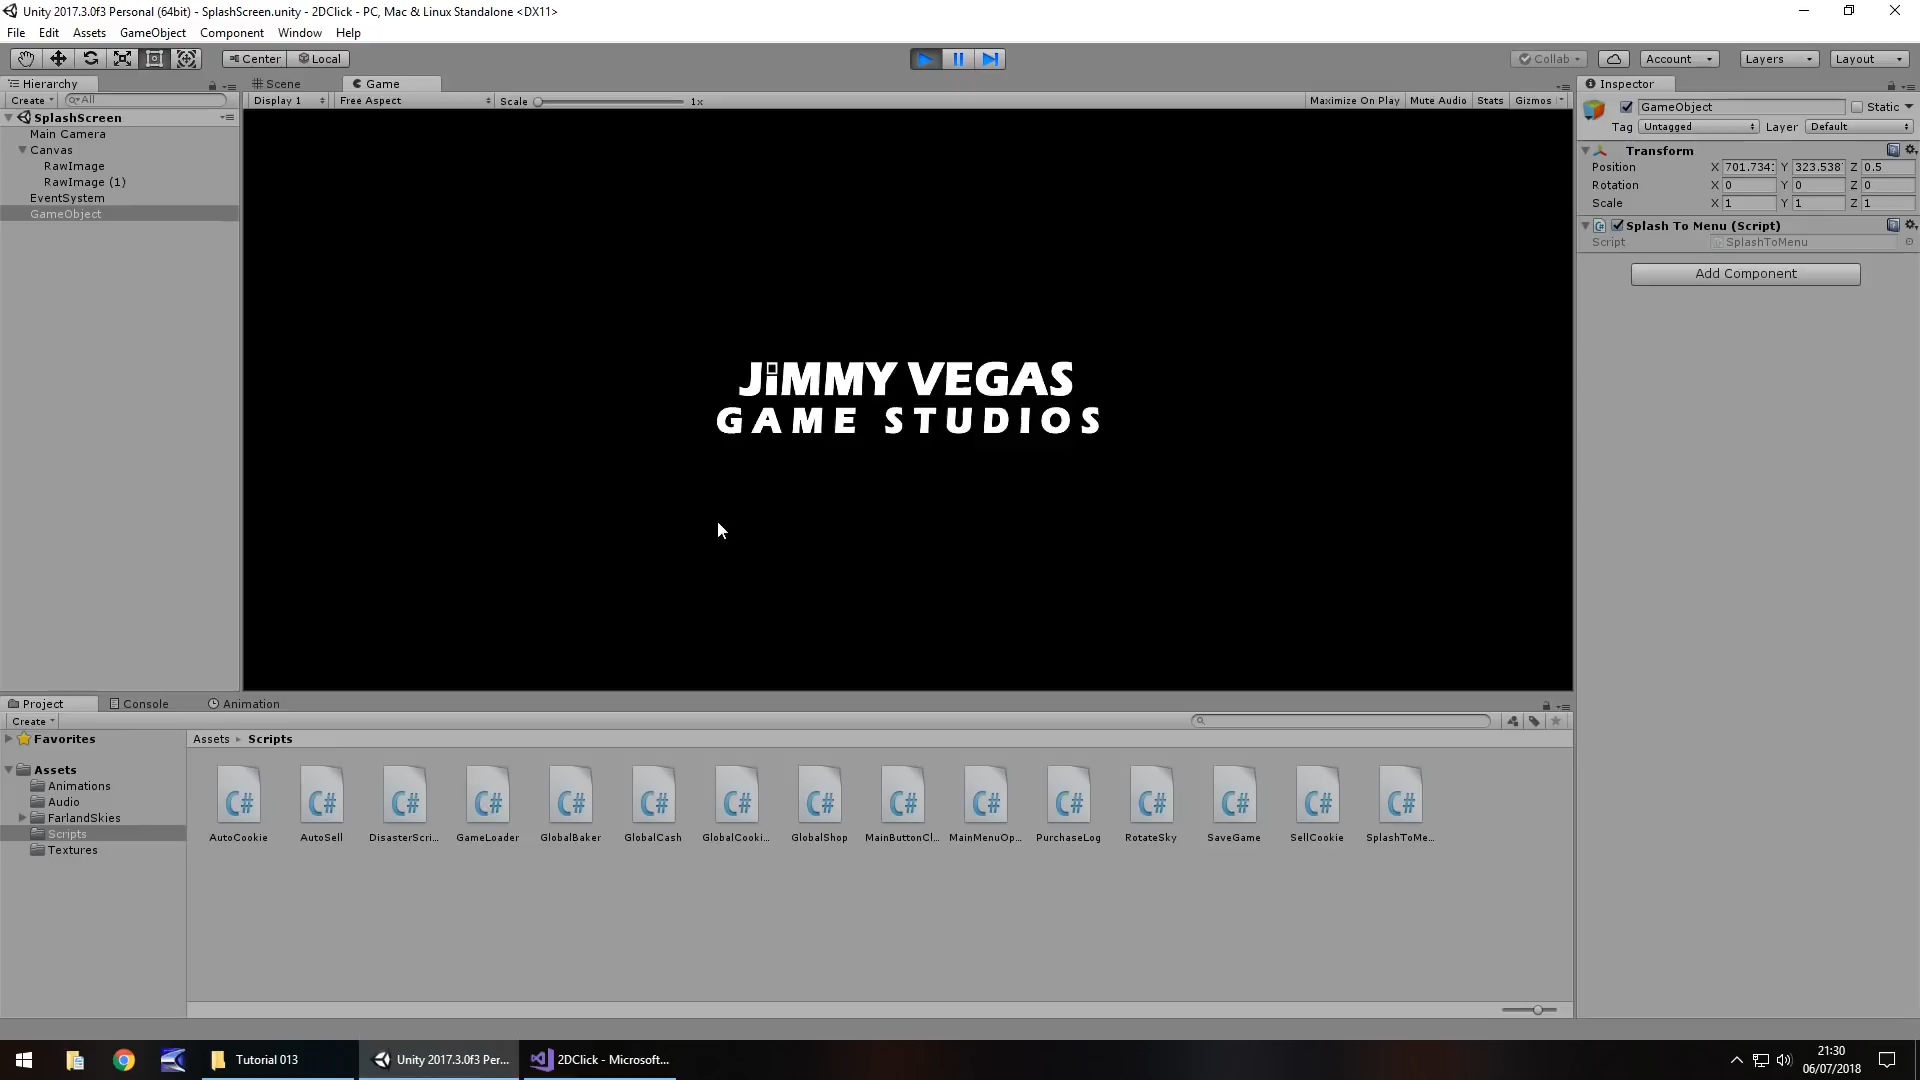 Unity 2017.3.0f3 Personal (64bit) - SplashScreen.unity - 2DClick - PC, Mac & Linux Standalone <DX11>
File Edit Assets GameObject Component Window Help
Center Local
Collab Account Layers Layout
Hierarchy
Create All
SplashScreen
Main Camera
Canvas
RawImage
RawImage (1)
EventSystem
GameObject
Scene Game
Display 1 Free Aspect Scale 1x Maximize On Play Mute Audio Stats Gizmos
JiMMY VEGAS
GAME STUDIOS
Inspector
GameObject Static
Tag Untagged Layer Default
Transform
Position X 701.734 Y 323.538 Z 0.5
Rotation X 0 Y 0 Z 0
Scale X 1 Y 1 Z 1
C# Splash To Menu (Script)
Script SplashToMenu
Add Component
Project Console Animation
Create
Favorites
Assets
Animations
Audio
FarlandSkies
Scripts
Textures
Assets Scripts
C# C# C# C# C# C# C# C# C# C# C# C# C# C# C#
AutoCookie AutoSell DisasterScri... GameLoader GlobalBaker GlobalCash GlobalCooki... GlobalShop MainButtonCl... MainMenuOp... PurchaseLog RotateSky SaveGame SellCookie SplashToMe...
Tutorial 013
Unity 2017.3.0f3 Per...
2DClick - Microsoft...
21:30
06/07/2018